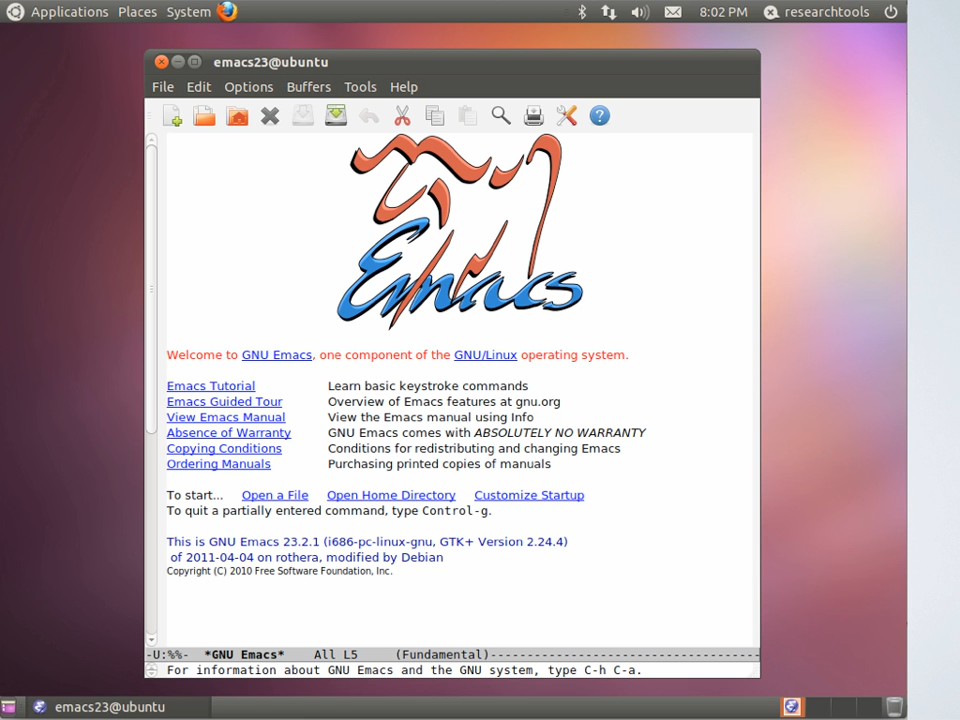 Applications Places System 8:02 PM researchtools
emacs23@ubuntu
File Edit Options Buffers Tools Help
Emacs
Welcome to GNU Emacs, one component of the GNU/Linux operating system.
Emacs Tutorial Learn basic keystroke commands
Emacs Guided Tour Overview of Emacs features at gnu.org
View Emacs Manual View the Emacs manual using Info
Absence of Warranty GNU Emacs comes with ABSOLUTELY NO WARRANTY
Copying Conditions Conditions for redistributing and changing Emacs
Ordering Manuals Purchasing printed copies of manuals
To start... Open a File Open Home Directory Customize Startup
To quit a partially entered command, type Control-g.
This is GNU Emacs 23.2.1 (i686-pc-linux-gnu, GTK+ Version 2.24.4)
of 2011-04-04 on rothera, modified by Debian
Copyright (C) 2010 Free Software Foundation, Inc.
-U:%%- *GNU Emacs* All L5 (Fundamental)-------------------------------------
For information about GNU Emacs and the GNU system, type C-h C-a.
emacs23@ubuntu